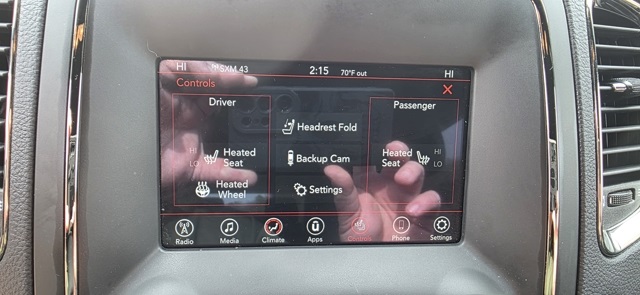 HI SXM 43 2:15 70°F out HI
Controls
Driver
Passenger
Headrest Fold
HI
LO
Heated
Seat
Backup Cam
Heated
Seat
HI
LO
Heated
Wheel
Settings
Radio Media Climate Apps Controls Phone Settings